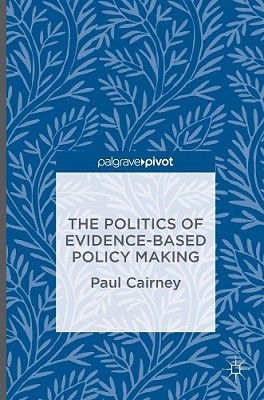 palgrave▸pivot
THE POLITICS OF
EVIDENCE-BASED
POLICY MAKING
Paul Cairney